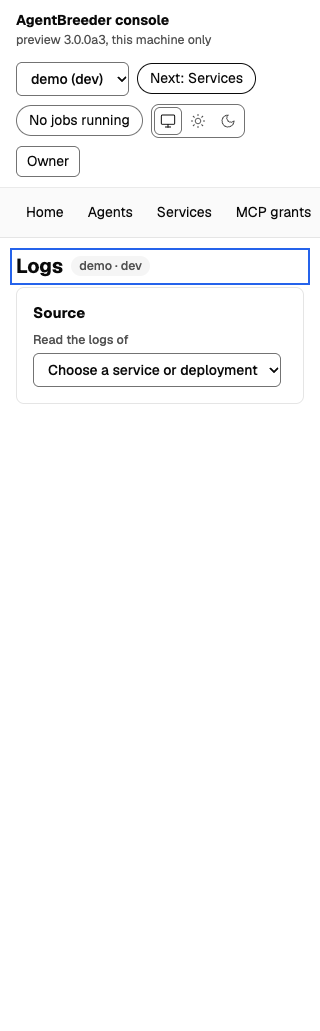 AgentBreeder console
preview 3.0.0a3, this machine only
demo (dev)
Next: Services
No jobs running
Owner
Home
Agents
Services
MCP grants
Logs
demo · dev
Source
Read the logs of
Choose a service or deployment